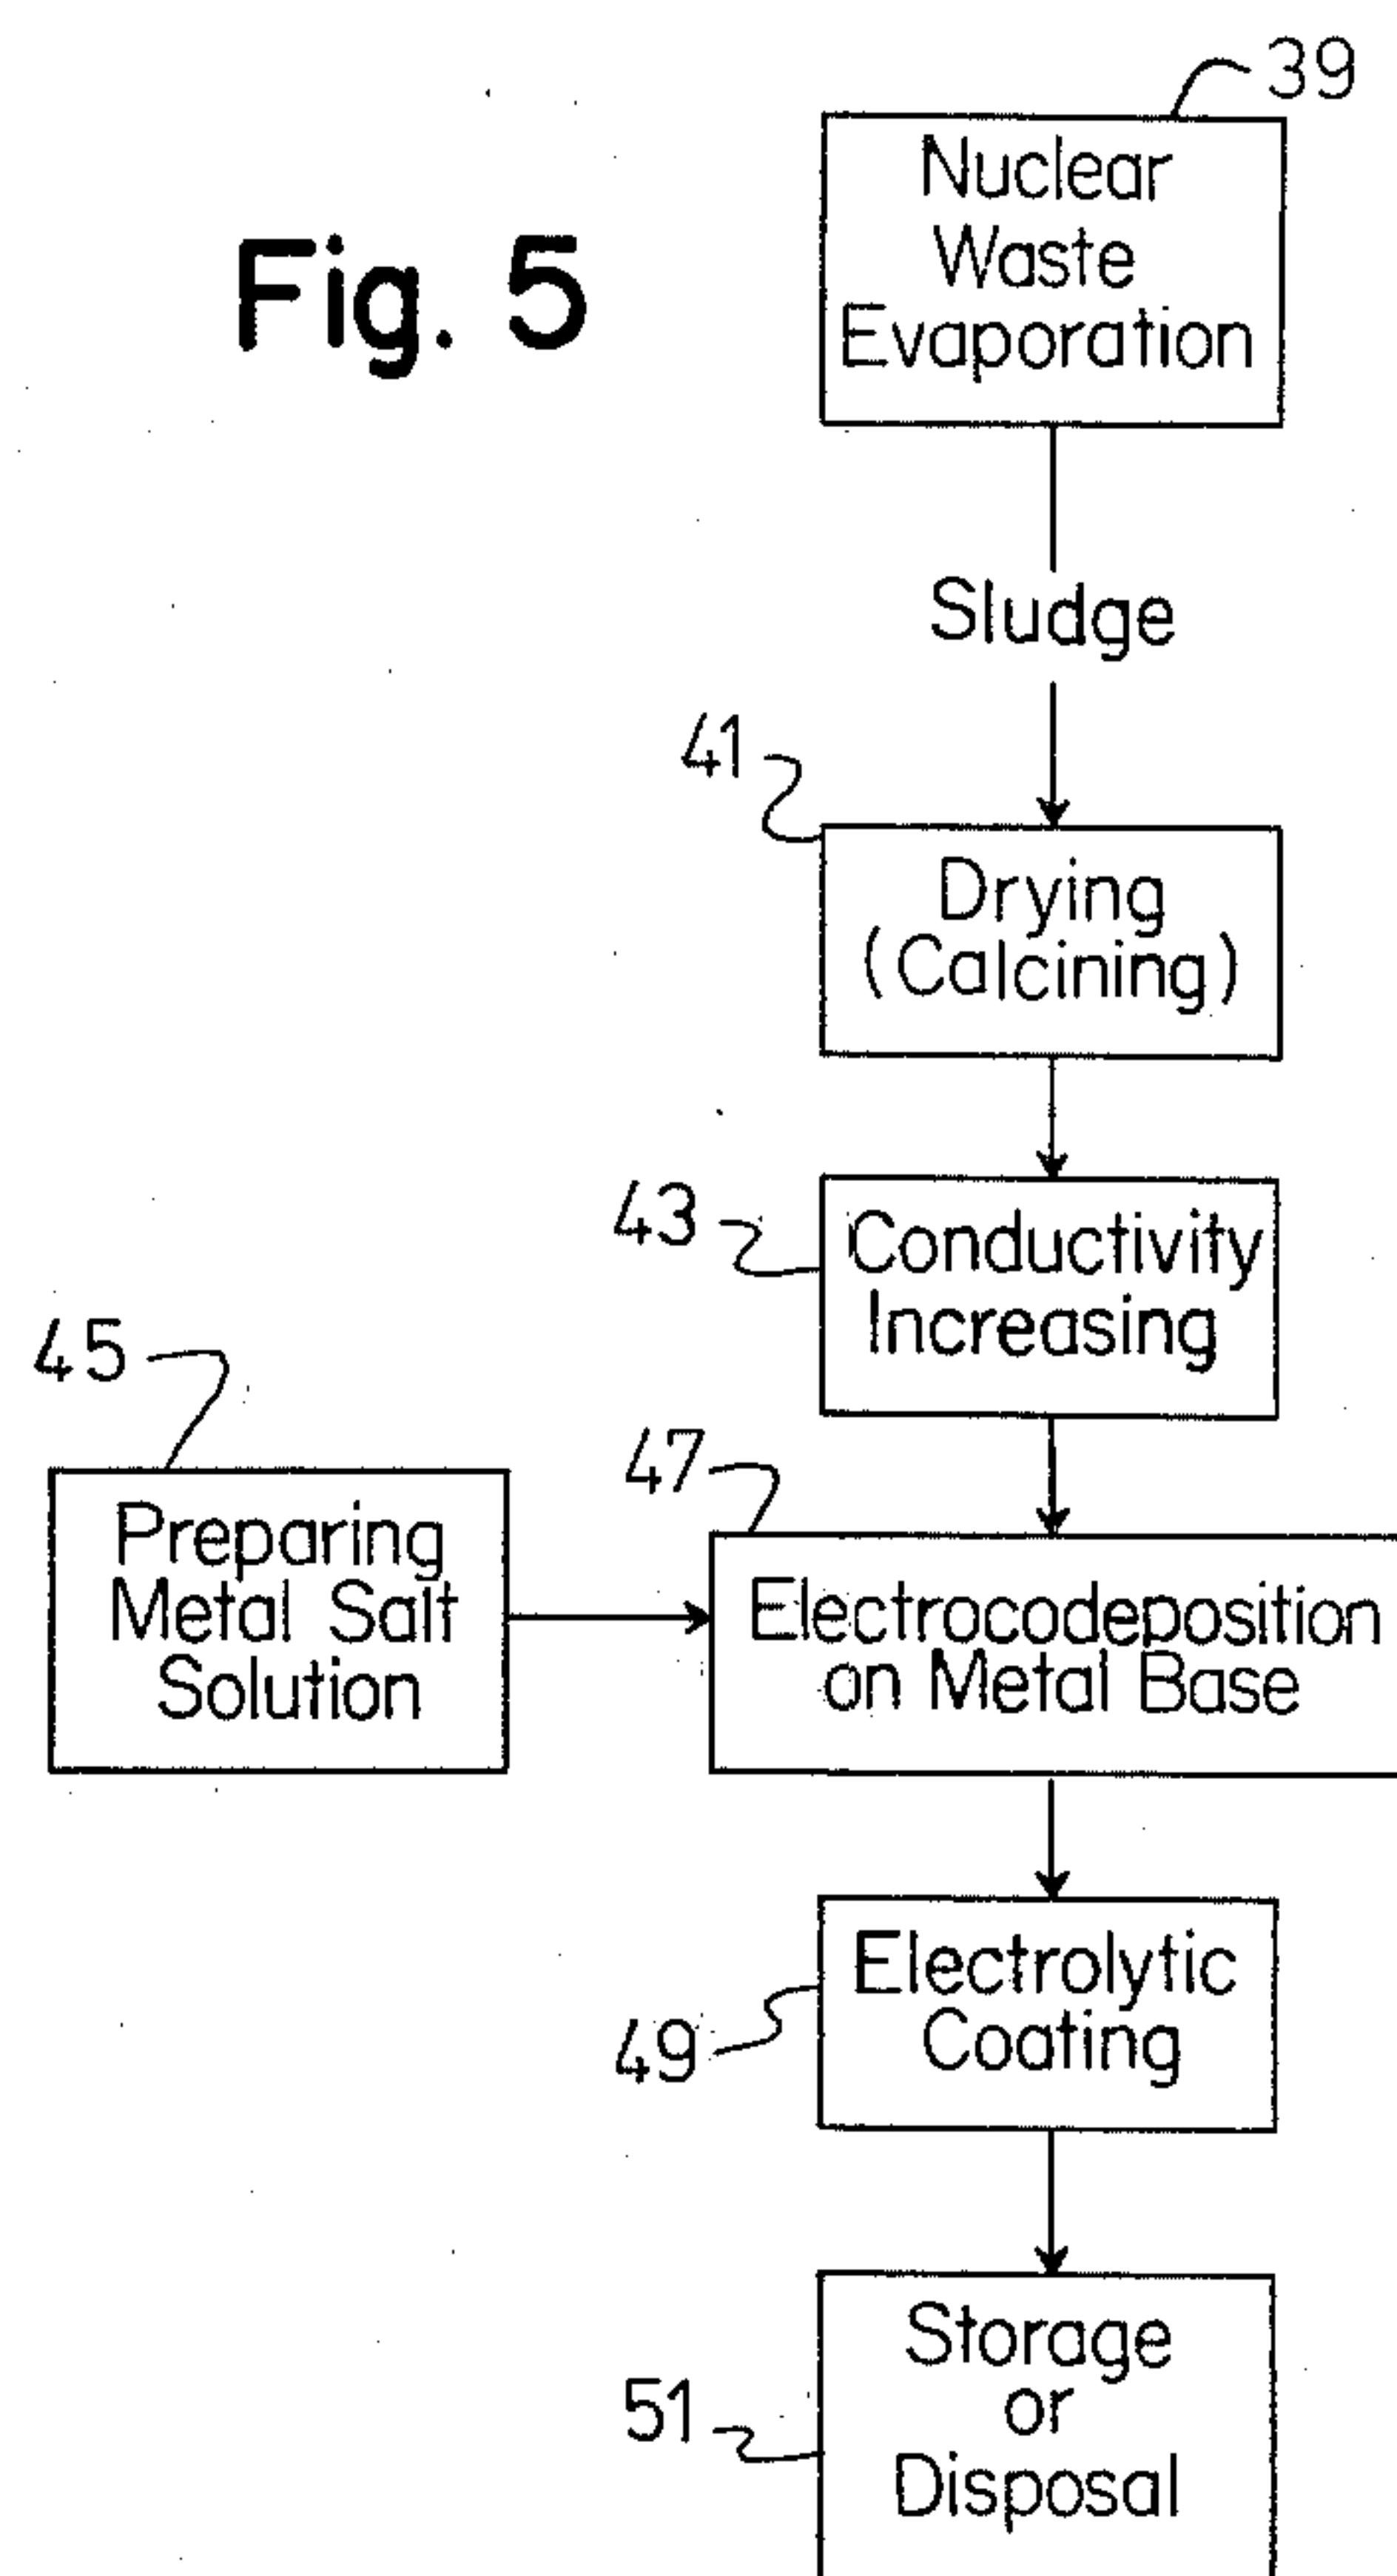 39
Fig. 5
Nuclear
Waste
Evaporation
Sludge
41
Drying
(Calcining)
43
Conductivity
Increasing
45
Preparing
Metal Salt
Solution
47
Electrocodeposition
on Metal Base
49
Electrolytic
Coating
51
Storage
or
Disposal